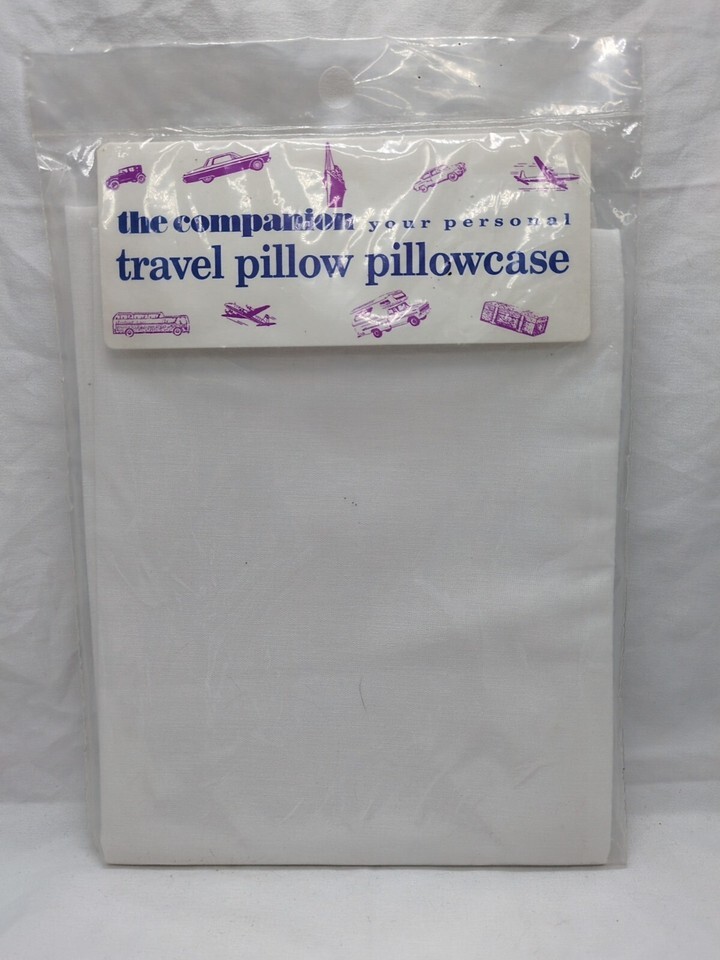 the companion your personal
travel pillow pillowcase